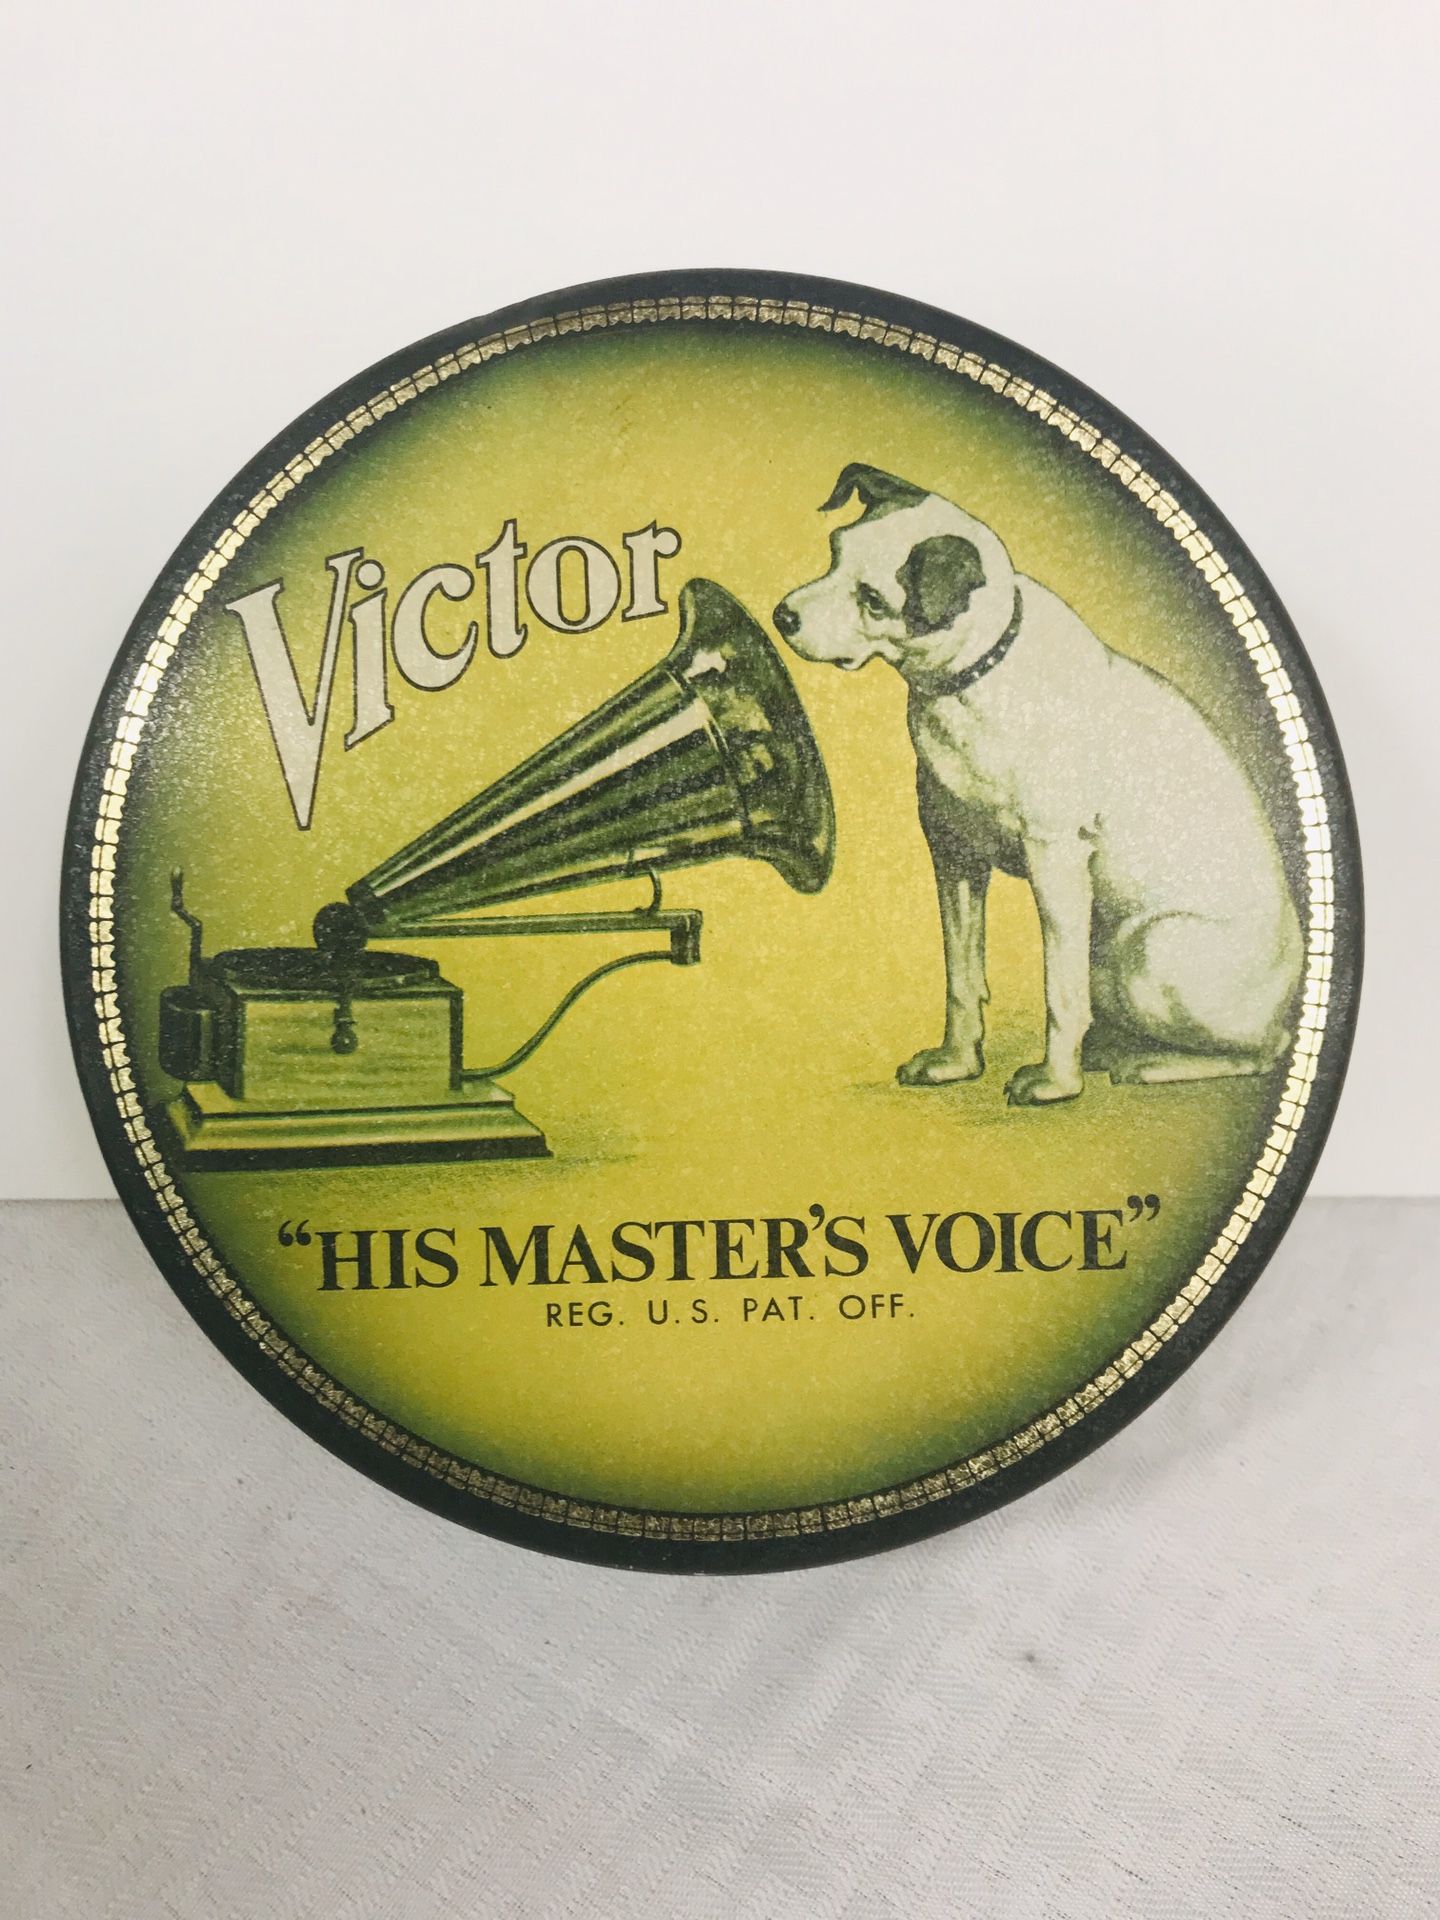 Victor
“HIS MASTER’S VOICE”
REG. U.S. PAT. OFF.